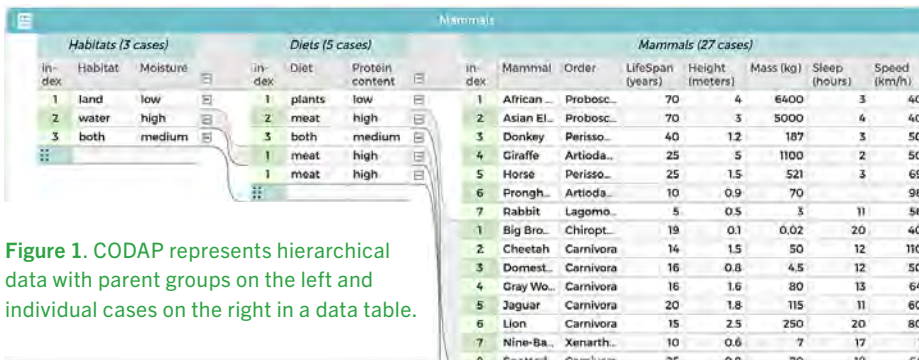 Mammals
Habitats (3 cases) Diets (5 cases) Mammals (27 cases)
in-dex Habitat Moisture in-dex Diet Protein content in-dex Mammal Order LifeSpan (years) Height (meters) Mass (kg) Sleep (hours) Speed (km/h)
1 land low 1 plants low 1 African ... Probosc... 70 4 6400 3
2 water high 2 meat high 2 Asian El... Probosc... 70 3 5000 4 40
3 both medium 3 both medium 3 Donkey Perisso... 40 1.2 187 3 50
1 meat high 4 Giraffe Artioda... 25 5 1100 2 50
1 meat high 5 Horse Perisso... 25 1.5 521 3 69
6 Prongh... Artioda... 10 0.9 70 98
7 Rabbit Lagomo... 5 0.5 3 11 56
1 Big Bro... Chiropt... 19 0.1 0.02 20 40
2 Cheetah Carnivora 14 1.5 50 12 110
3 Domest... Carnivora 16 0.8 4.5 12 50
4 Gray Wo... Carnivora 16 1.6 80 13 64
5 Jaguar Carnivora 20 1.8 115 11 60
6 Lion Carnivora 15 2.5 250 20 80
7 Nine-Ba... Xenarth... 10 0.6 7 17
Figure 1. CODAP represents hierarchical
data with parent groups on the left and
individual cases on the right in a data table.